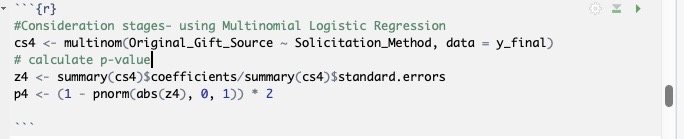 ```{r}
#Consideration stages- using Multinomial Logistic Regression
cs4 <- multinom(Original_Gift_Source ~ Solicitation_Method, data = y_final)
# calculate p-value
z4 <- summary(cs4)$coefficients/summary(cs4)$standard.errors
p4 <- (1 - pnorm(abs(z4), 0, 1)) * 2
```